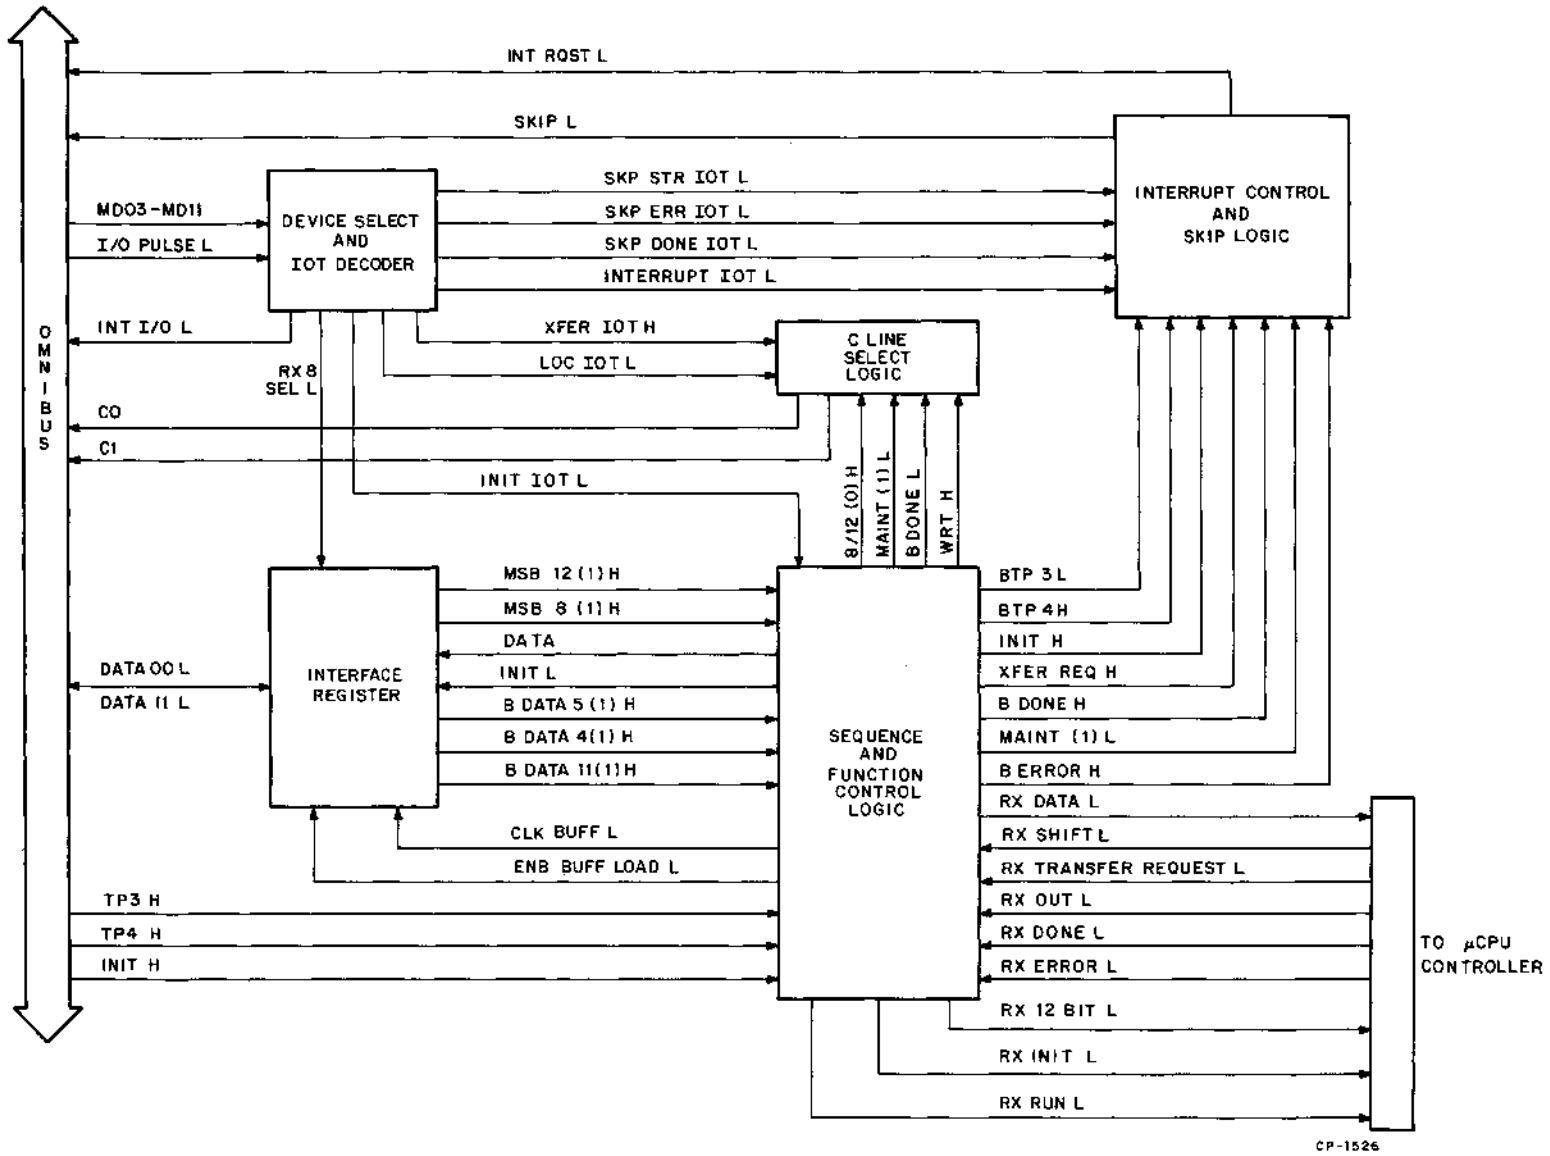 INT RQST L
SKIP L
SKP STR IOT L
SKP ERR IOT L
SKP DONE IOT L
INTERRUPT IOT L
MD03-MD11
I/O PULSE L
DEVICE SELECT
AND
IOT DECODER
INTERRUPT CONTROL
AND
SKIP LOGIC
OMNIBUS
INT I/O L
RX8
SEL L
XFER IOT H
LOC IOT L
C LINE
SELECT
LOGIC
C0
C1
INIT IOT L
8/12 (0) H
MAINT (1) L
B DONE L
WRT H
MSB 12 (1) H
MSB 8 (1) H
DATA
INIT L
B DATA 5 (1) H
B DATA 4(1) H
B DATA 11(1) H
INTERFACE
REGISTER
DATA 00 L
DATA 11 L
CLK BUFF L
ENB BUFF LOAD L
TP3 H
TP4 H
INIT H
SEQUENCE
AND
FUNCTION
CONTROL
LOGIC
BTP 3 L
BTP 4 H
INIT H
XFER REQ H
B DONE H
MAINT (1) L
B ERROR H
RX DATA L
RX SHIFT L
RX TRANSFER REQUEST L
RX OUT L
RX DONE L
RX ERROR L
RX 12 BIT L
RX INIT L
RX RUN L
TO µCPU
CONTROLLER
CP-1526